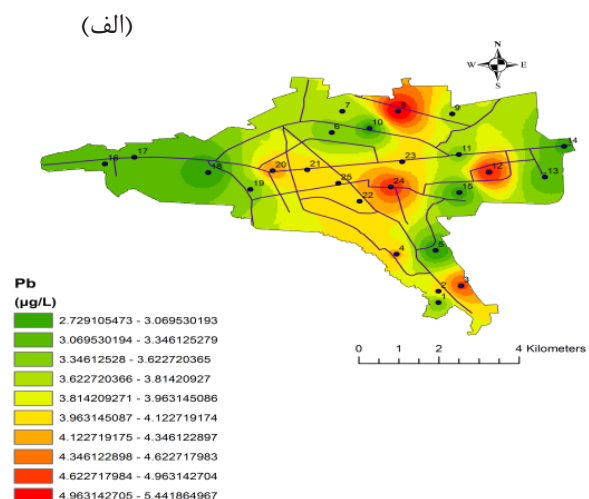 (الف)
N
W E
S
7
8
9
6
10
11
14
16
17
18
20
21
23
12
13
19
25
24
15
22
5
4
3
2
1
Pb
(µg/L)
2.729105473 - 3.069530193
3.069530194 - 3.346125279
3.34612528 - 3.622720365
3.622720366 - 3.81420927
3.814209271 - 3.963145086
3.963145087 - 4.122719174
4.122719175 - 4.346122897
4.346122898 - 4.622717983
4.622717984 - 4.963142704
4.963142705 - 5.441864967
0 1 2 4 Kilometers